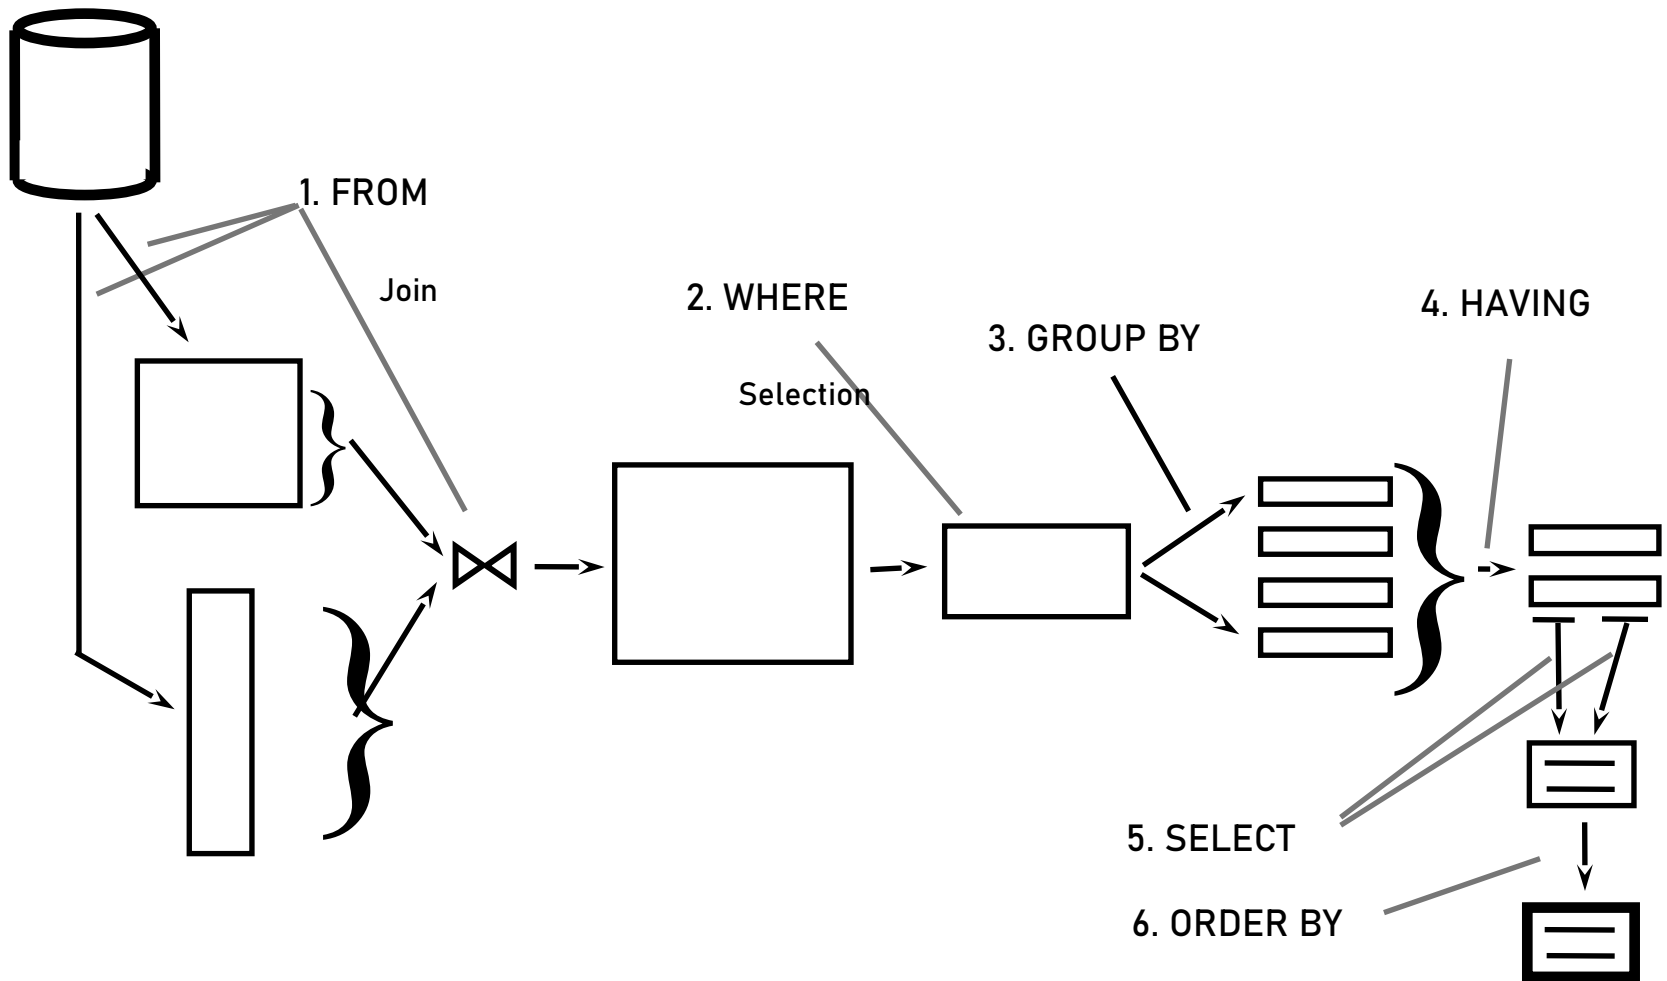 1. FROM
Join
2. WHERE
Selection
3. GROUP BY
4. HAVING
5. SELECT
6. ORDER BY